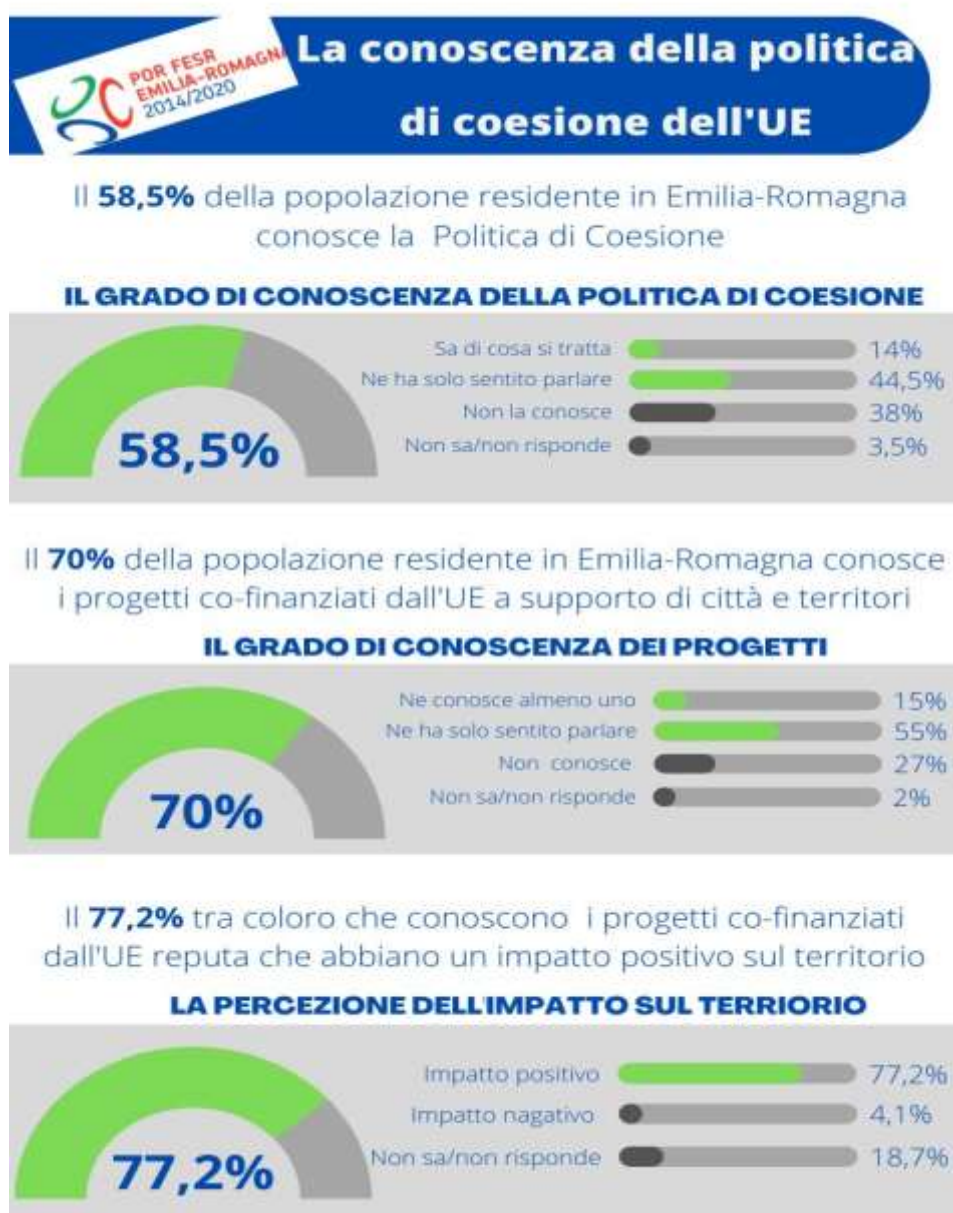 POR FESR
EMILIA-ROMAGN
2014/2020
La conoscenza della politica
di coesione dell'UE
Il 58,5% della popolazione residente in Emilia-Romagna
conosce la Politica di Coesione
IL GRADO DI CONOSCENZA DELLA POLITICA DI COESIONE
Sa di cosa si tratta 14%
Ne ha solo sentito parlare 44,5%
Non la conosce 38%
Non sa/non risponde 3,5%
58,5%
Il 70% della popolazione residente in Emilia-Romagna conosce
i progetti co-finanziati dall'UE a supporto di città e territori
IL GRADO DI CONOSCENZA DEI PROGETTI
Ne conosce almeno uno 15%
Ne ha solo sentito parlare 55%
Non conosce 27%
Non sa/non risponde 2%
70%
Il 77,2% tra coloro che conoscono i progetti co-finanziati
dall'UE reputa che abbiano un impatto positivo sul territorio
LA PERCEZIONE DELL'IMPATTO SUL TERRIORIO
Impatto positivo 77,2%
Impatto nagativo 4,1%
Non sa/non risponde 18,7%
77,2%